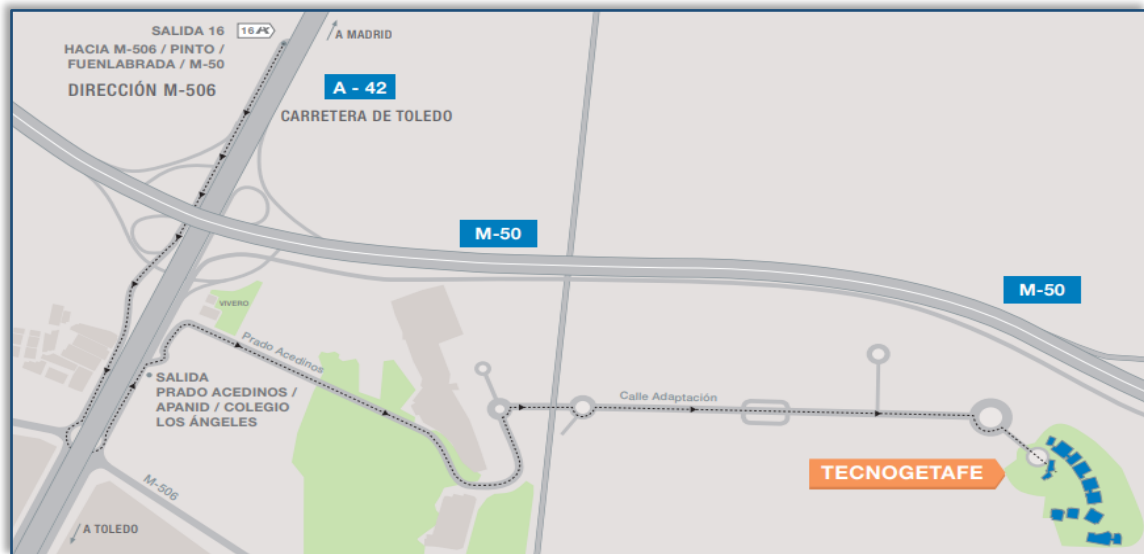 SALIDA 16
16
HACIA M-506 / PINTO /
FUENLABRADA / M-50
DIRECCIÓN M-506
A MADRID
A - 42
CARRETERA DE TOLEDO
M-50
M-50
VIVERO
Prado Acedinos
SALIDA
PRADO ACEDINOS /
APANID / COLEGIO
LOS ÁNGELES
Calle Adaptación
TECNOGETAFE
M-506
A TOLEDO